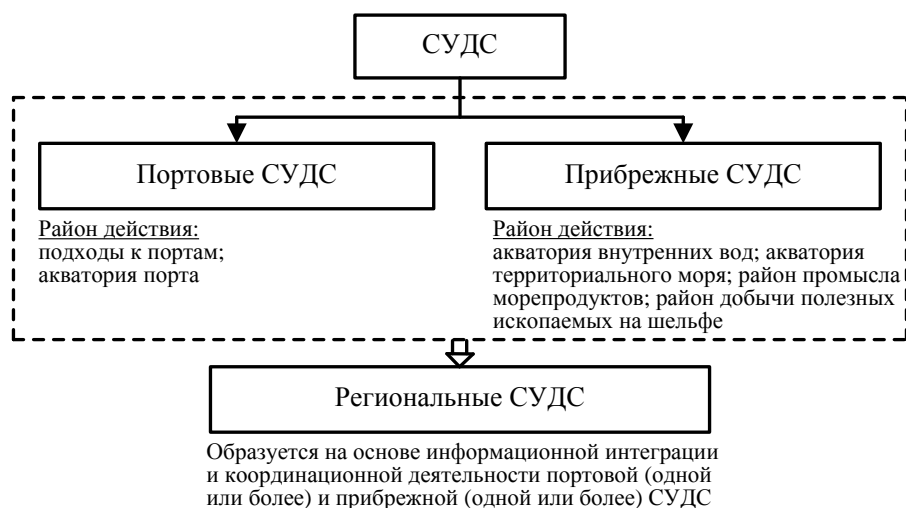 СУДС
Портовые СУДС
Район действия:
подходы к портам;
акватория порта
Прибрежные СУДС
Район действия:
акватория внутренних вод; акватория
территориального моря; район промысла
морепродуктов; район добычи полезных
ископаемых на шельфе
Региональные СУДС
Образуется на основе информационной интеграции
и координационной деятельности портовой (одной
или более) и прибрежной (одной или более) СУДС